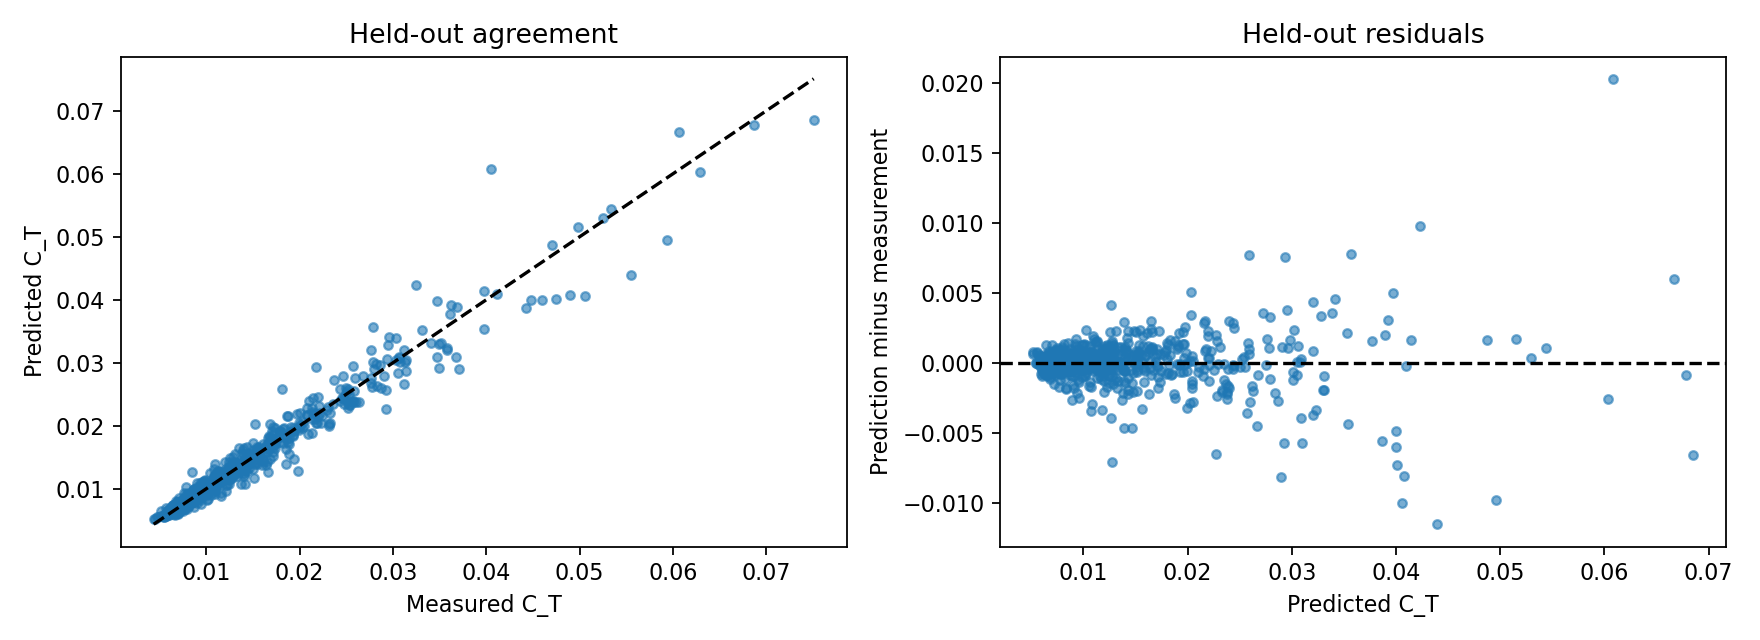 Held-out agreement
Predicted C_T
0.07
0.06
0.05
0.04
0.03
0.02
0.01
0.01 0.02 0.03 0.04 0.05 0.06 0.07
Measured C_T
Held-out residuals
Prediction minus measurement
0.020
0.015
0.010
0.005
0.000
−0.005
−0.010
0.01 0.02 0.03 0.04 0.05 0.06 0.07
Predicted C_T